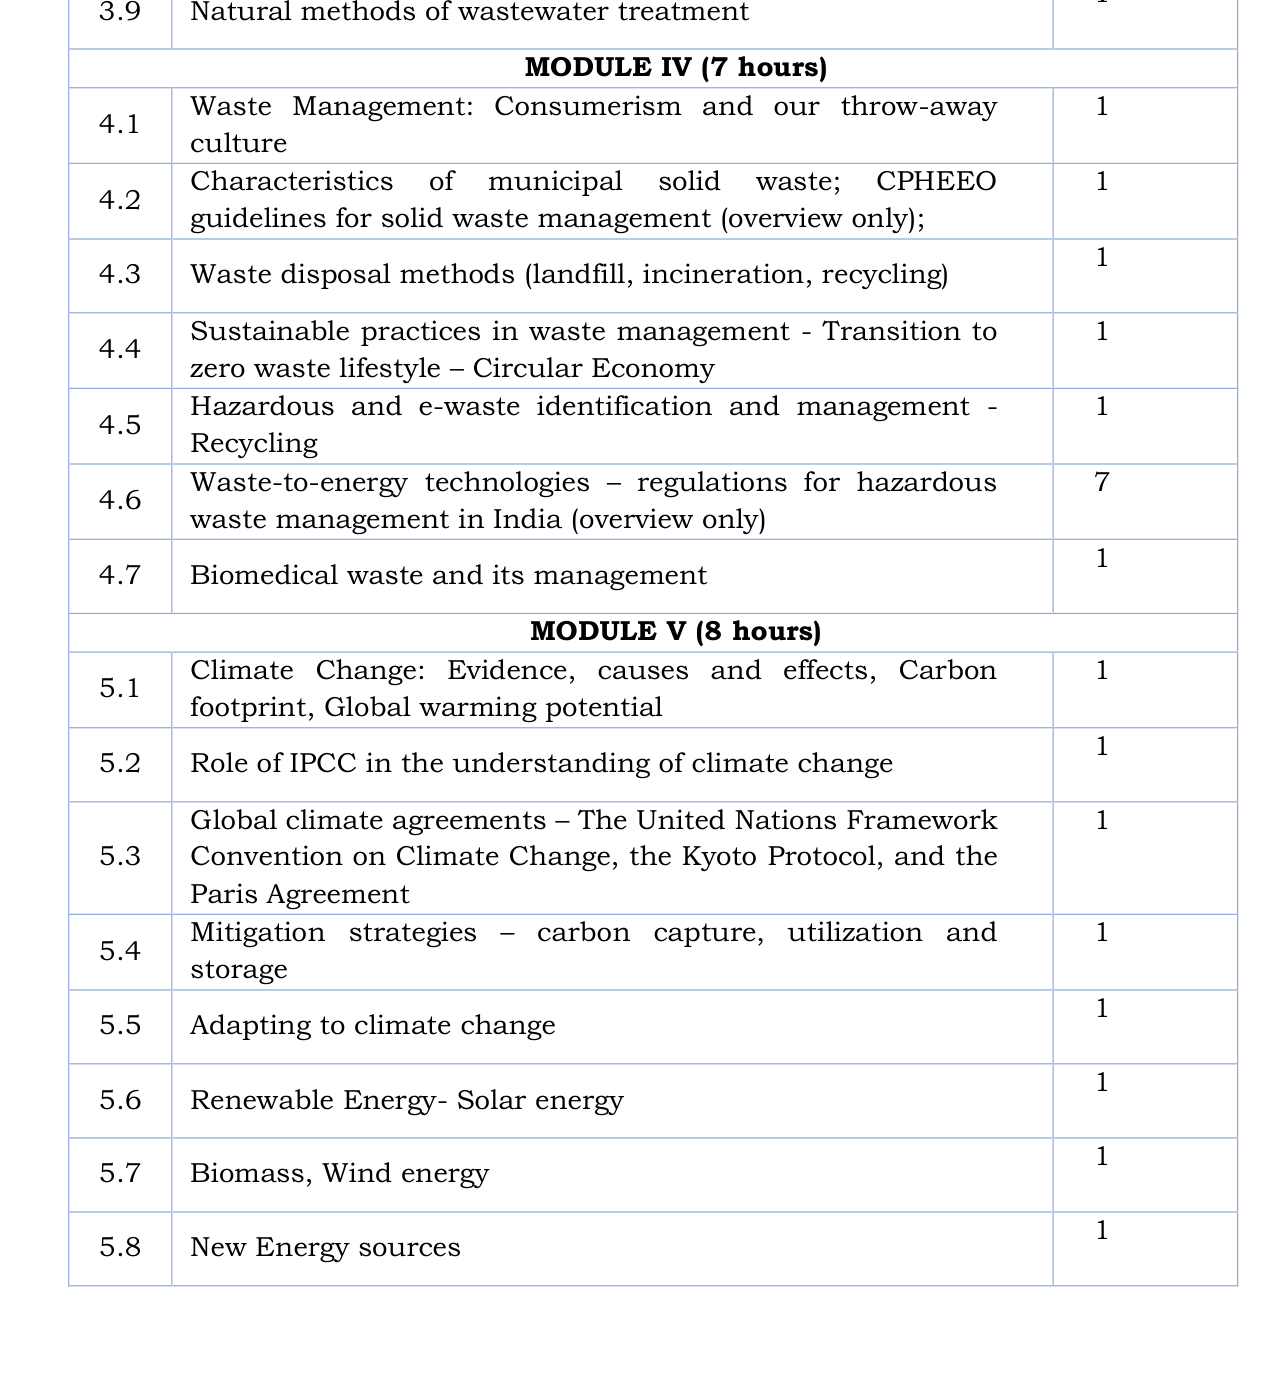 3.9 Natural methods of wastewater treatment
MODULE IV (7 hours)
4.1 Waste Management: Consumerism and our throw-away 1
culture
4.2 Characteristics of municipal solid waste; CPHEEO 1
guidelines for solid waste management (overview only);
4.3 Waste disposal methods (landfill, incineration, recycling) 1
4.4 Sustainable practices in waste management - Transition to 1
zero waste lifestyle – Circular Economy
4.5 Hazardous and e-waste identification and management - 1
Recycling
4.6 Waste-to-energy technologies – regulations for hazardous 7
waste management in India (overview only)
4.7 Biomedical waste and its management 1
MODULE V (8 hours)
5.1 Climate Change: Evidence, causes and effects, Carbon 1
footprint, Global warming potential
5.2 Role of IPCC in the understanding of climate change 1
5.3 Global climate agreements – The United Nations Framework 1
Convention on Climate Change, the Kyoto Protocol, and the
Paris Agreement
5.4 Mitigation strategies – carbon capture, utilization and 1
storage
5.5 Adapting to climate change 1
5.6 Renewable Energy- Solar energy 1
5.7 Biomass, Wind energy 1
5.8 New Energy sources 1